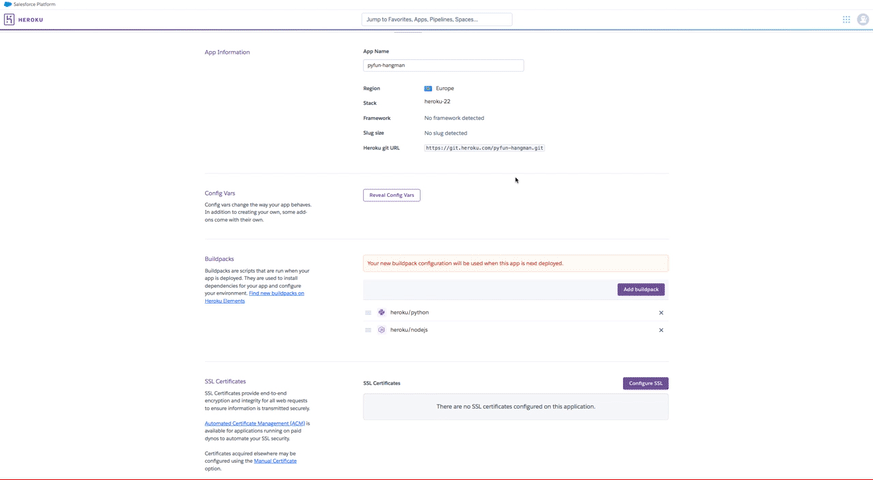 Salesforce Platform
HEROKU
Jump to Favorites, Apps, Pipelines, Spaces...
App Information
App Name
pyfun-hangman
Region
Europe
Stack
heroku-22
Framework
No framework detected
Slug size
No slug detected
Heroku git URL
https://git.heroku.com/pyfun-hangman.git
Config Vars
Config vars change the way your app behaves.
In addition to creating your own, some add-
ons come with their own.
Reveal Config Vars
Buildpacks
Buildpacks are scripts that are run when your
app is deployed. They are used to install
dependencies for your app and configure
your environment. Find new buildpacks on
Heroku Elements
Your new buildpack configuration will be used when this app is next deployed.
Add buildpack
heroku/python
heroku/nodejs
SSL Certificates
SSL Certificates provide end-to-end
encryption and integrity for all web requests
to ensure information is transmitted securely.
Automated Certificate Management (ACM) is
available for applications running on paid
dynos to automate your SSL security.
Certificates acquired elsewhere may be
configured using the Manual Certificate
option.
SSL Certificates
Configure SSL
There are no SSL certificates configured on this application.